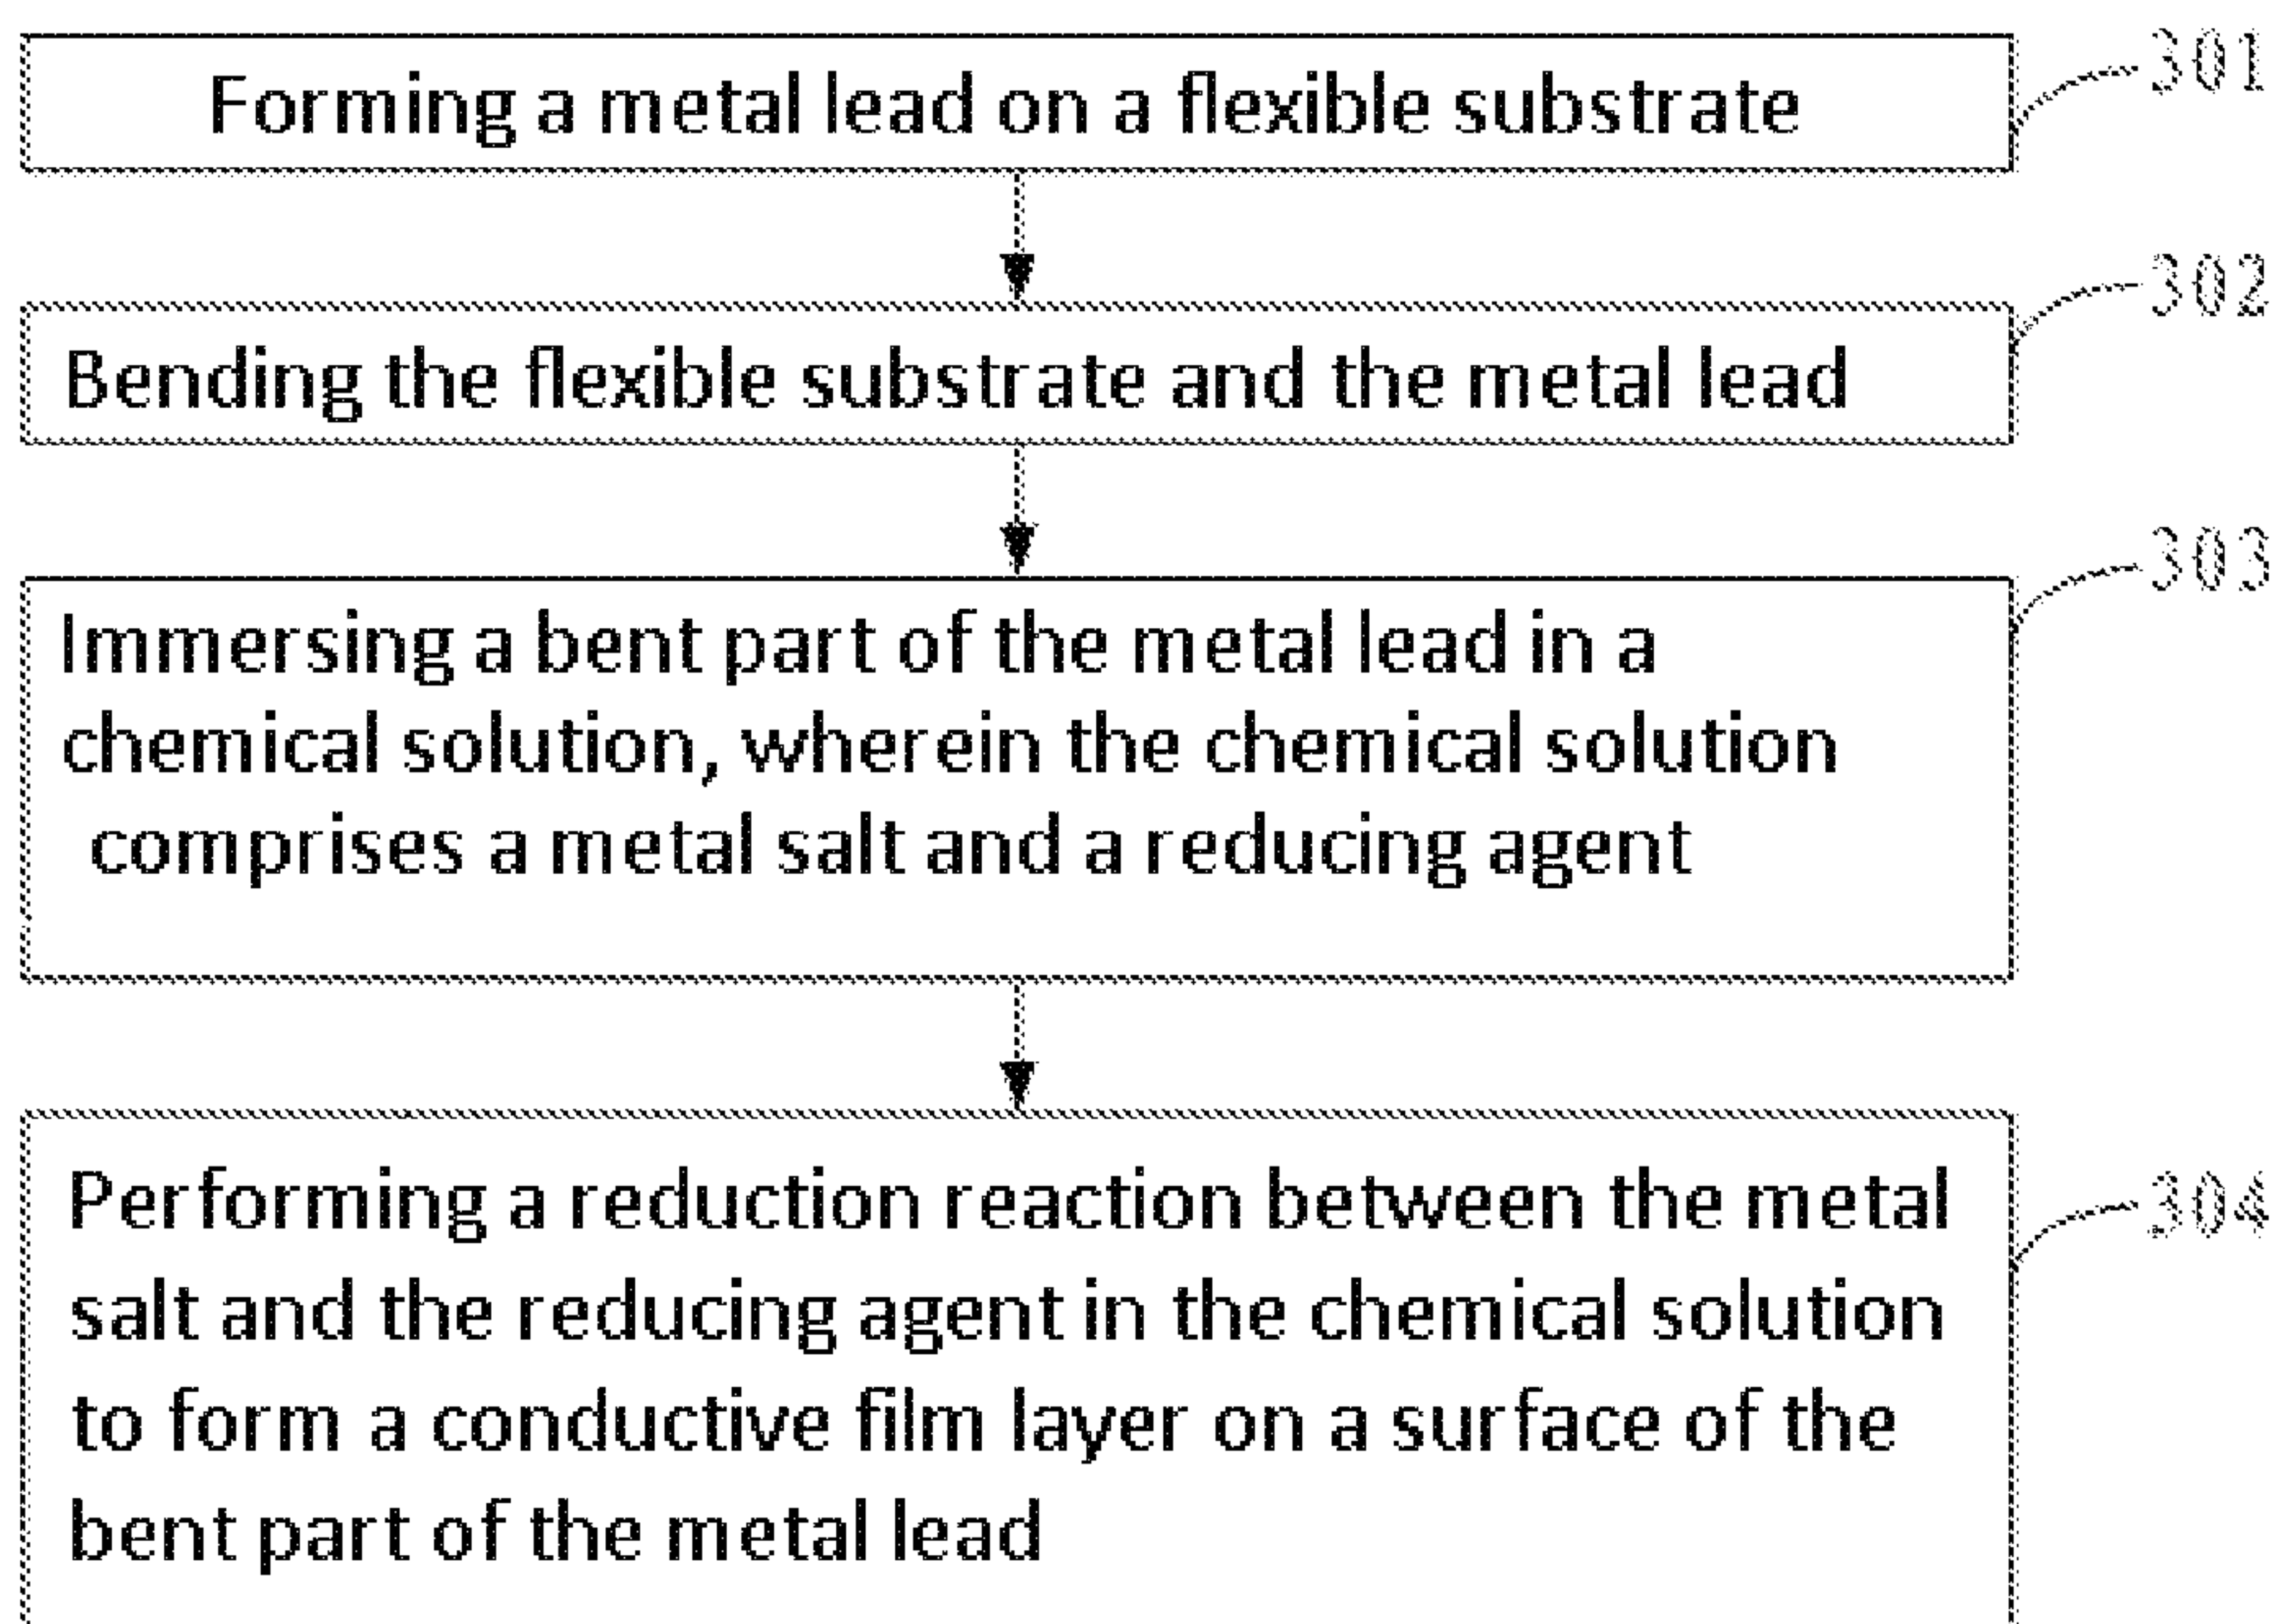 Forming a metal lead on a flexible substrate
301
Bending the flexible substrate and the metal lead
302
Immersing a bent part of the metal lead in a
chemical solution, wherein the chemical solution
comprises a metal salt and a reducing agent
303
Performing a reduction reaction between the metal
salt and the reducing agent in the chemical solution
to form a conductive film layer on a surface of the
bent part of the metal lead
304